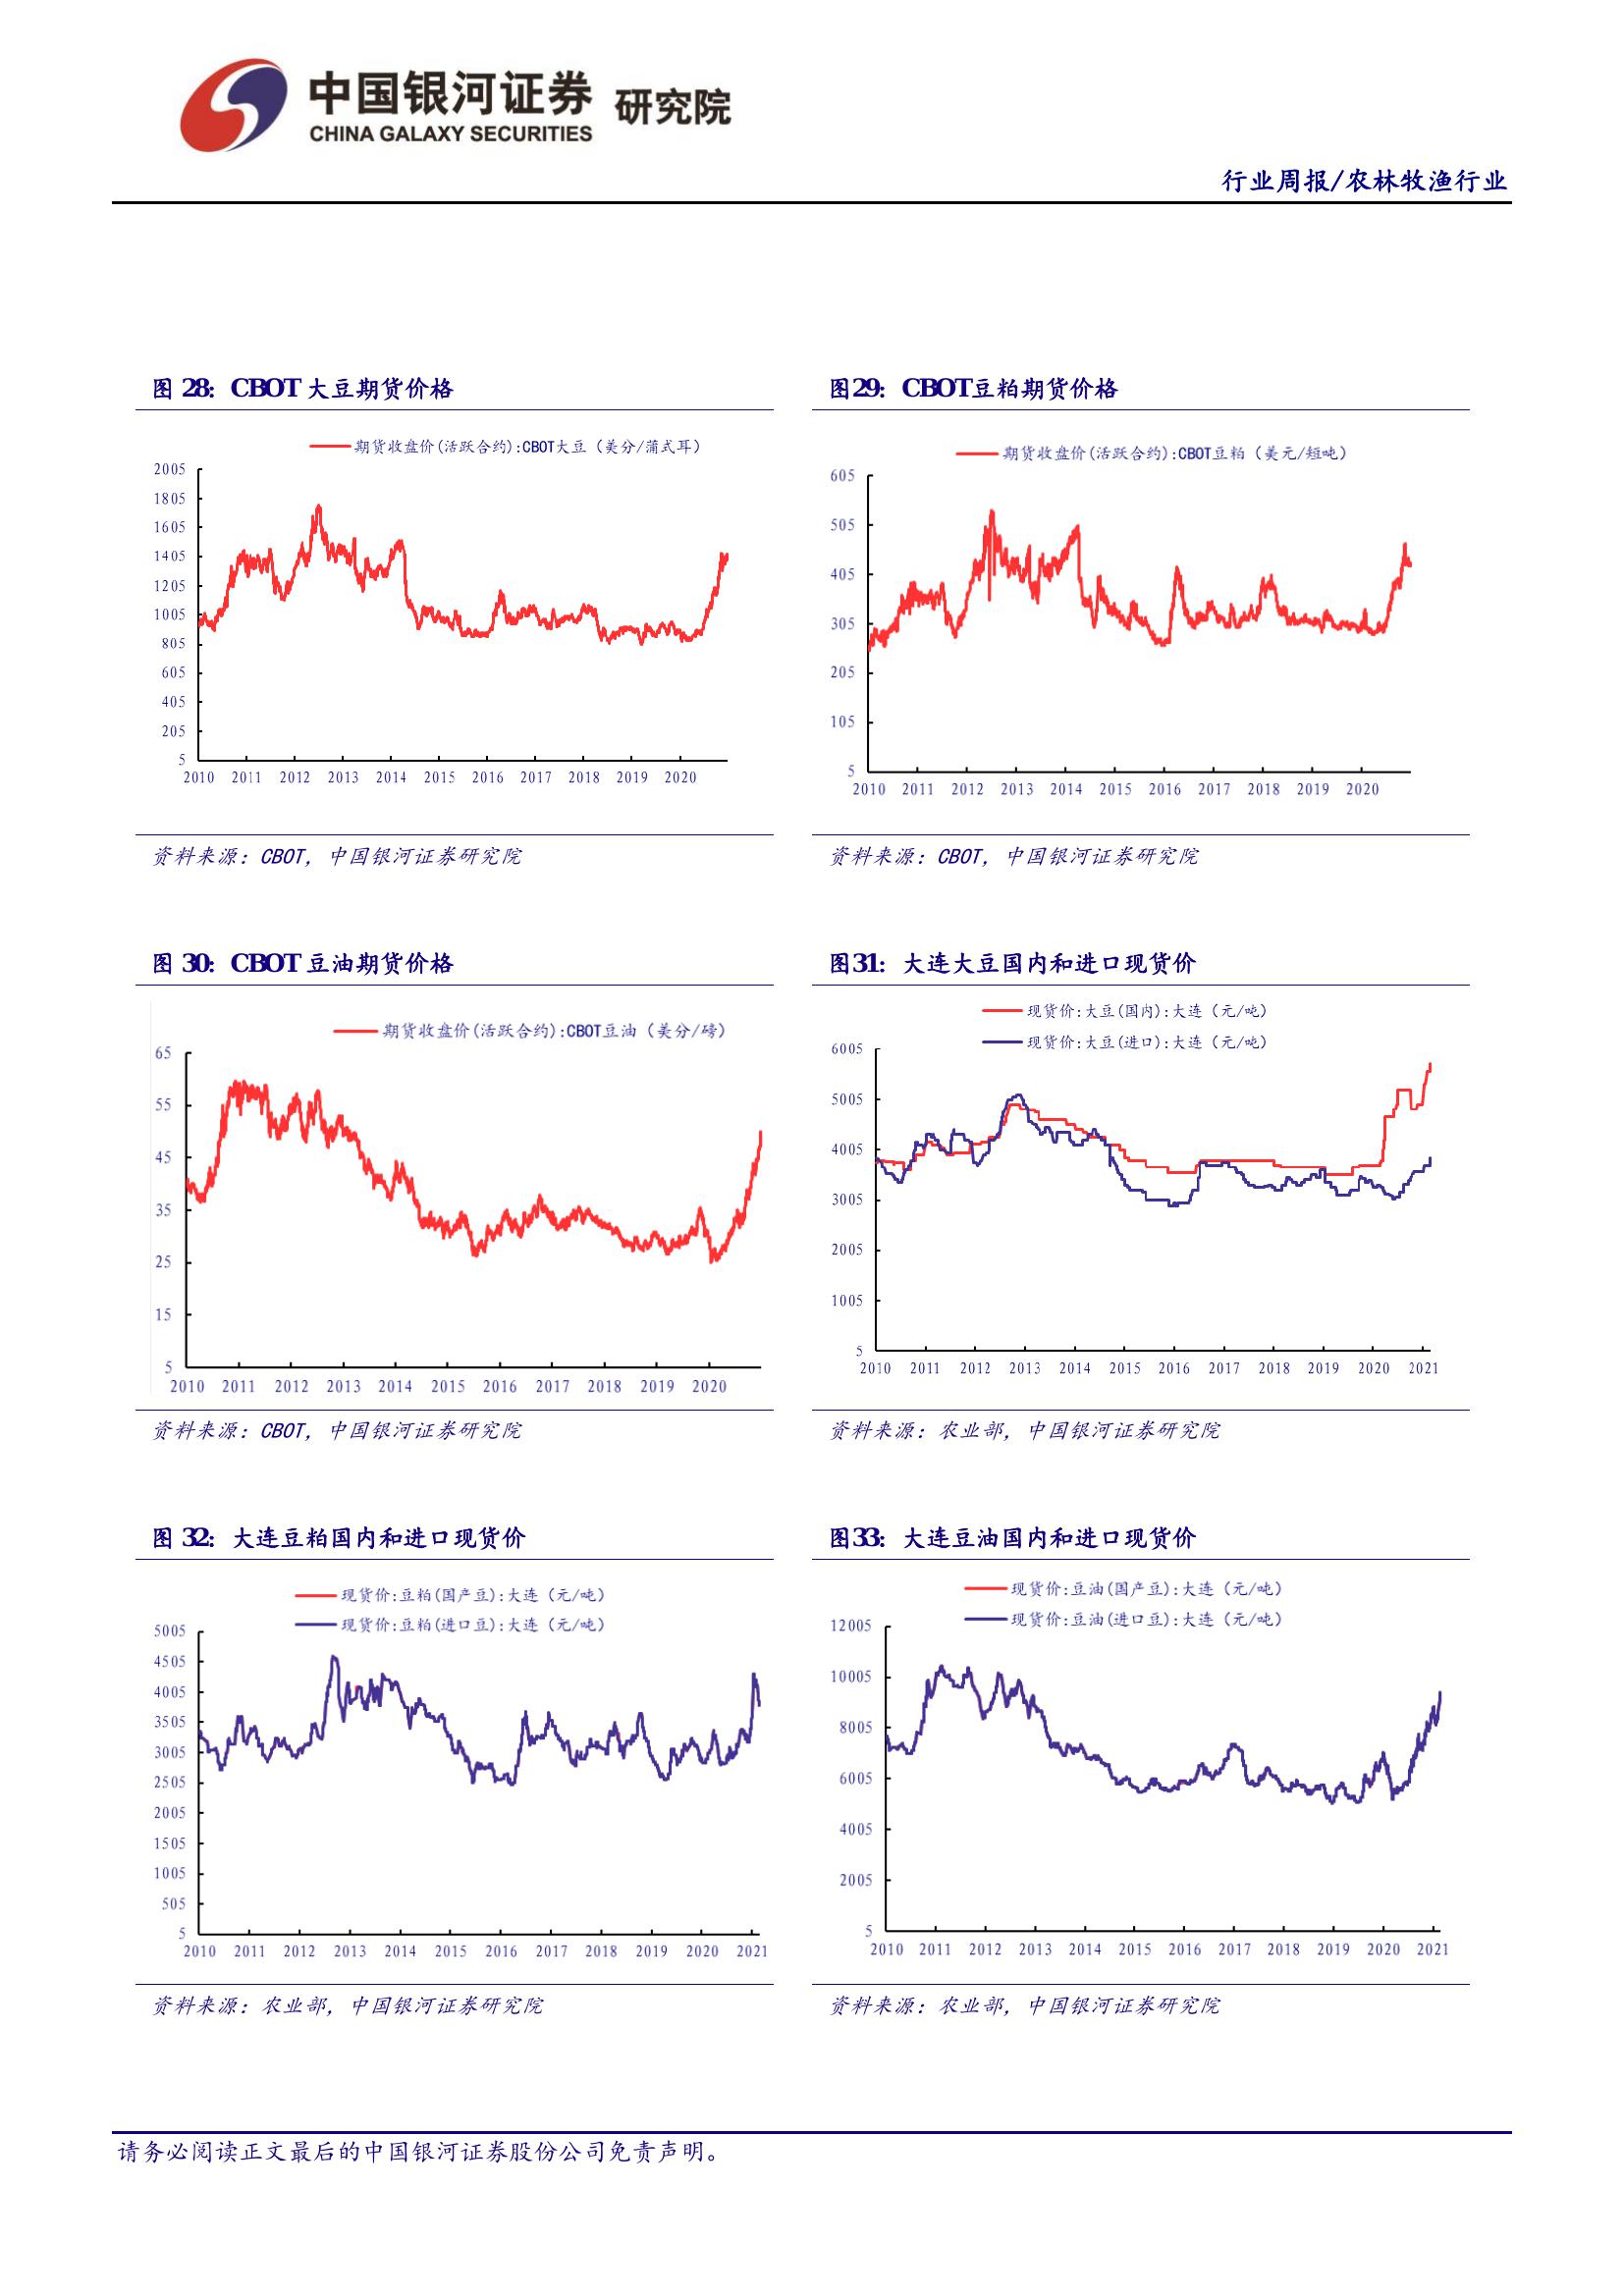 中国银河证券 研究院
CHINA GALAXY SECURITIES
行业周报/农林牧渔行业
图 28: CBOT 大豆期货价格
期货收盘价(活跃合约):CBOT大豆（美分/蒲式耳）
2005
1805
1605
1405
1205
1005
805
605
405
205
5
2010 2011 2012 2013 2014 2015 2016 2017 2018 2019 2020
资料来源: CBOT, 中国银河证券研究院
图29: CBOT豆粕期货价格
期货收盘价(活跃合约):CBOT豆粕（美元/短吨）
605
505
405
305
205
105
5
2010 2011 2012 2013 2014 2015 2016 2017 2018 2019 2020
资料来源: CBOT, 中国银河证券研究院
图 30: CBOT 豆油期货价格
期货收盘价(活跃合约):CBOT豆油（美分/磅）
65
55
45
35
25
15
5
2010 2011 2012 2013 2014 2015 2016 2017 2018 2019 2020
资料来源: CBOT, 中国银河证券研究院
图31: 大连大豆国内和进口现货价
现货价:大豆(国内):大连（元/吨）
现货价:大豆(进口):大连（元/吨）
6005
5005
4005
3005
2005
1005
5
2010 2011 2012 2013 2014 2015 2016 2017 2018 2019 2020 2021
资料来源: 农业部, 中国银河证券研究院
图 32: 大连豆粕国内和进口现货价
现货价:豆粕(国产豆):大连（元/吨）
现货价:豆粕(进口豆):大连（元/吨）
5005
4505
4005
3505
3005
2505
2005
1505
1005
505
5
2010 2011 2012 2013 2014 2015 2016 2017 2018 2019 2020 2021
资料来源: 农业部, 中国银河证券研究院
图33: 大连豆油国内和进口现货价
现货价:豆油(国产豆):大连（元/吨）
现货价:豆油(进口豆):大连（元/吨）
12005
10005
8005
6005
4005
2005
5
2010 2011 2012 2013 2014 2015 2016 2017 2018 2019 2020 2021
资料来源: 农业部, 中国银河证券研究院
请务必阅读正文最后的中国银河证券股份公司免责声明。